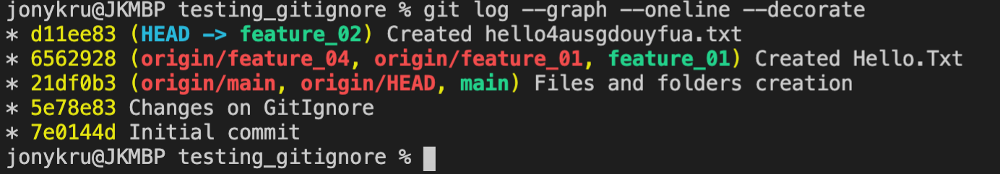 jonykru@JKMBP testing_gitignore % git log --graph --oneline --decorate
* d11ee83 (HEAD -> feature_02) Created hello4ausgdouyfua.txt
* 6562928 (origin/feature_04, origin/feature_01, feature_01) Created Hello.Txt
* 21df0b3 (origin/main, origin/HEAD, main) Files and folders creation
* 5e78e83 Changes on GitIgnore
* 7e0144d Initial commit
jonykru@JKMBP testing_gitignore %